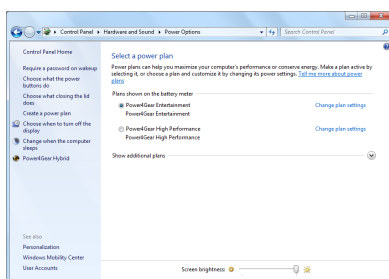 Control Panel Hardware and Sound Power Options Search Control Panel
Control Panel Home
Require a password on wakeup
Choose what the power
buttons do
Choose what closing the lid
does
Create a power plan
Choose when to turn off the
display
Change when the computer
sleeps
Power4Gear Hybrid
See also
Personalization
Windows Mobility Center
User Accounts
Select a power plan
Power plans can help you maximize your computer's performance or conserve energy. Make a plan active by
selecting it, or choose a plan and customize it by changing its power settings. Tell me more about power
plans
Plans shown on the battery meter
Power4Gear Entertainment Change plan settings
Power4Gear Entertainment
Power4Gear High Performance Change plan settings
Power4Gear High Performance
Show additional plans
Screen brightness: